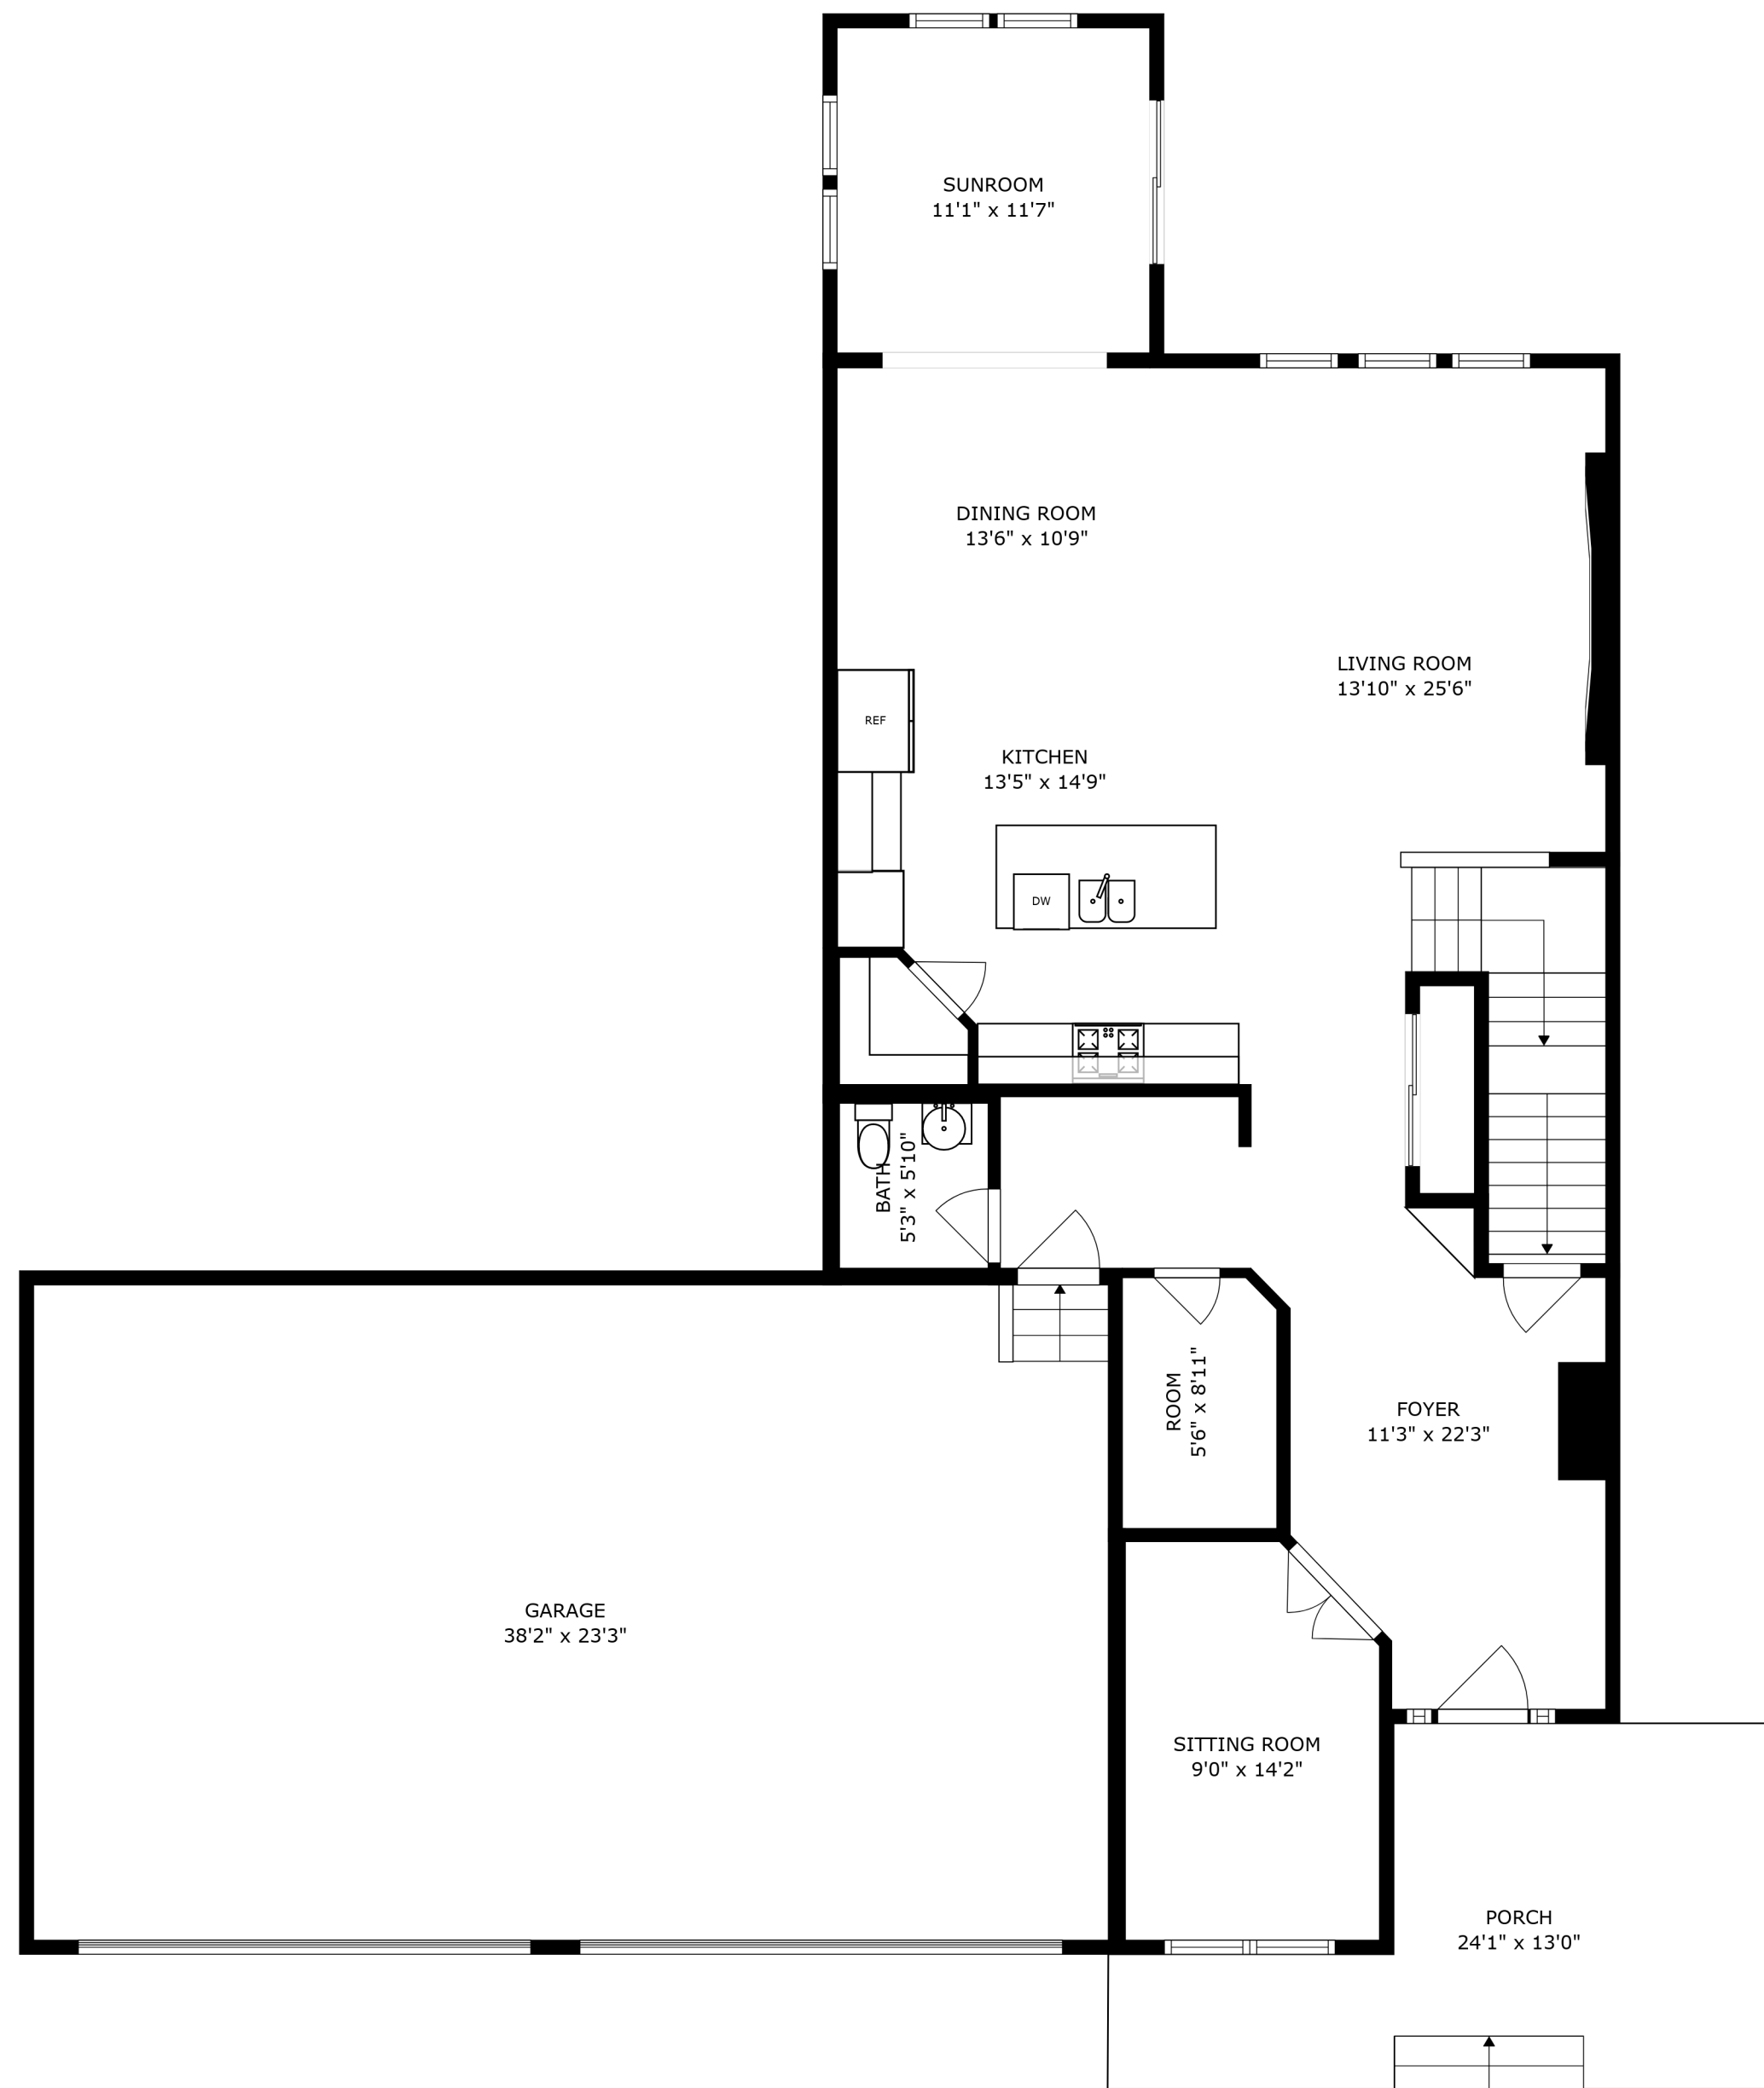 SUNROOM
11'1" x 11'7"
DINING ROOM
13'6" x 10'9"
LIVING ROOM
13'10" x 25'6"
REF
KITCHEN
13'5" x 14'9"
DW
BATH
5'3" x 5'10"
ROOM
5'6" x 8'11"
FOYER
11'3" x 22'3"
GARAGE
38'2" x 23'3"
SITTING ROOM
9'0" x 14'2"
PORCH
24'1" x 13'0"